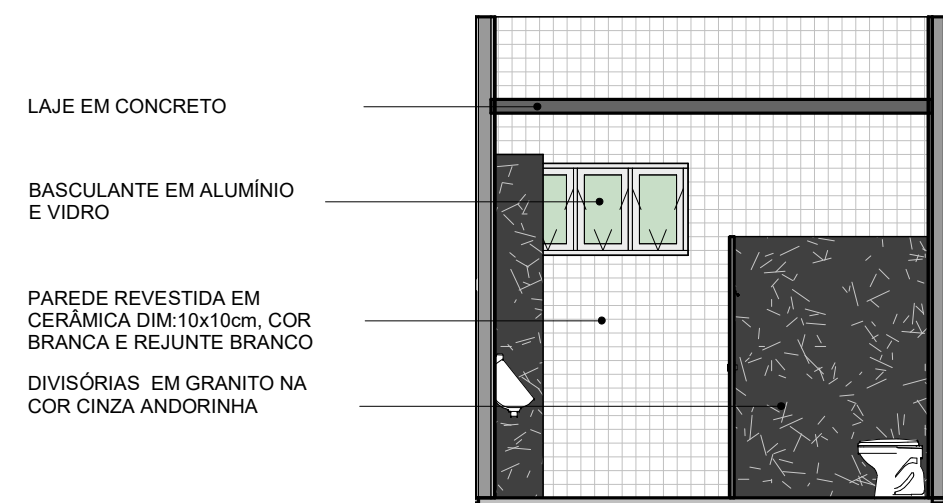 LAJE EM CONCRETO
BASCULANTE EM ALUMÍNIO
E VIDRO
PAREDE REVESTIDA EM
CERÂMICA DIM:10x10cm, COR
BRANCA E REJUNTE BRANCO
DIVISÓRIAS EM GRANITO NA
COR CINZA ANDORINHA